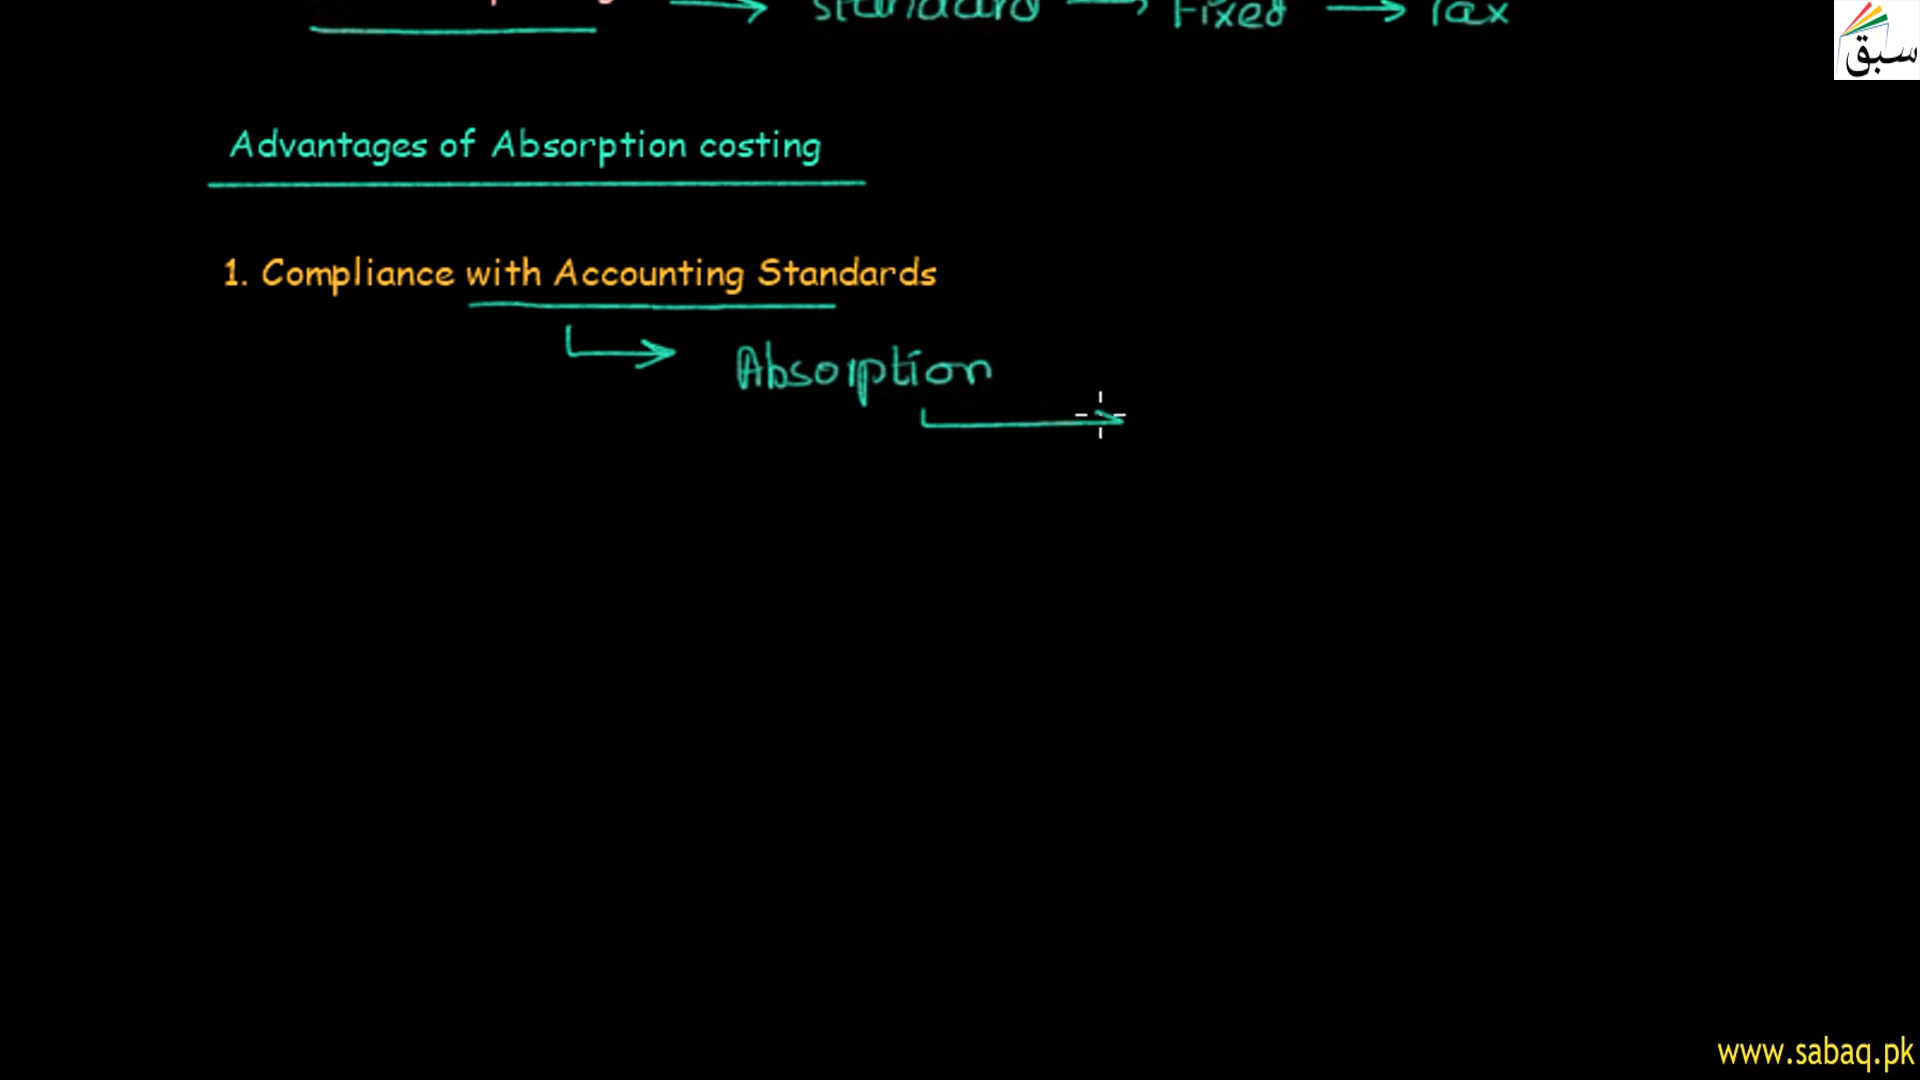 standard → Fixed → Tax
سبق
Advantages of Absorption costing
1. Compliance with Accounting Standards
Absorption
www.sabaq.pk